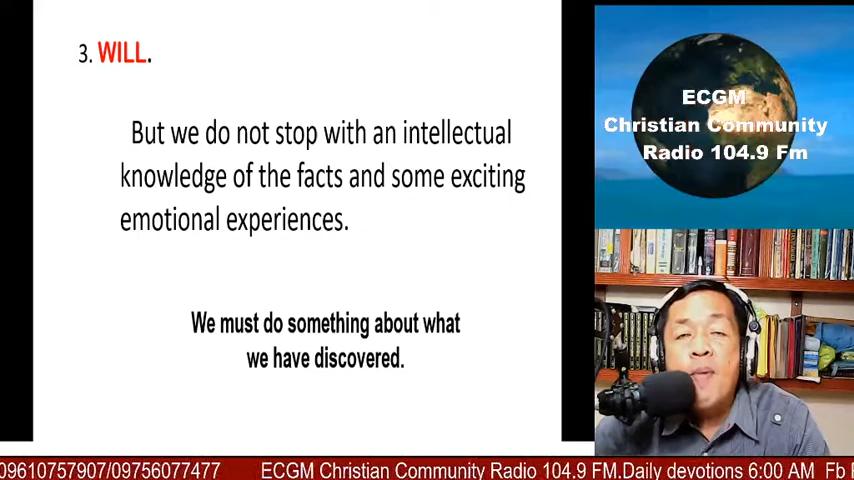 3. WILL.
But we do not stop with an intellectual
knowledge of the facts and some exciting
emotional experiences.
We must do something about what
we have discovered.
ECGM
Christian Community
Radio 104.9 Fm
09610757907/09756077477 ECGM Christian Community Radio 104.9 FM.Daily devotions 6:00 AM Fb